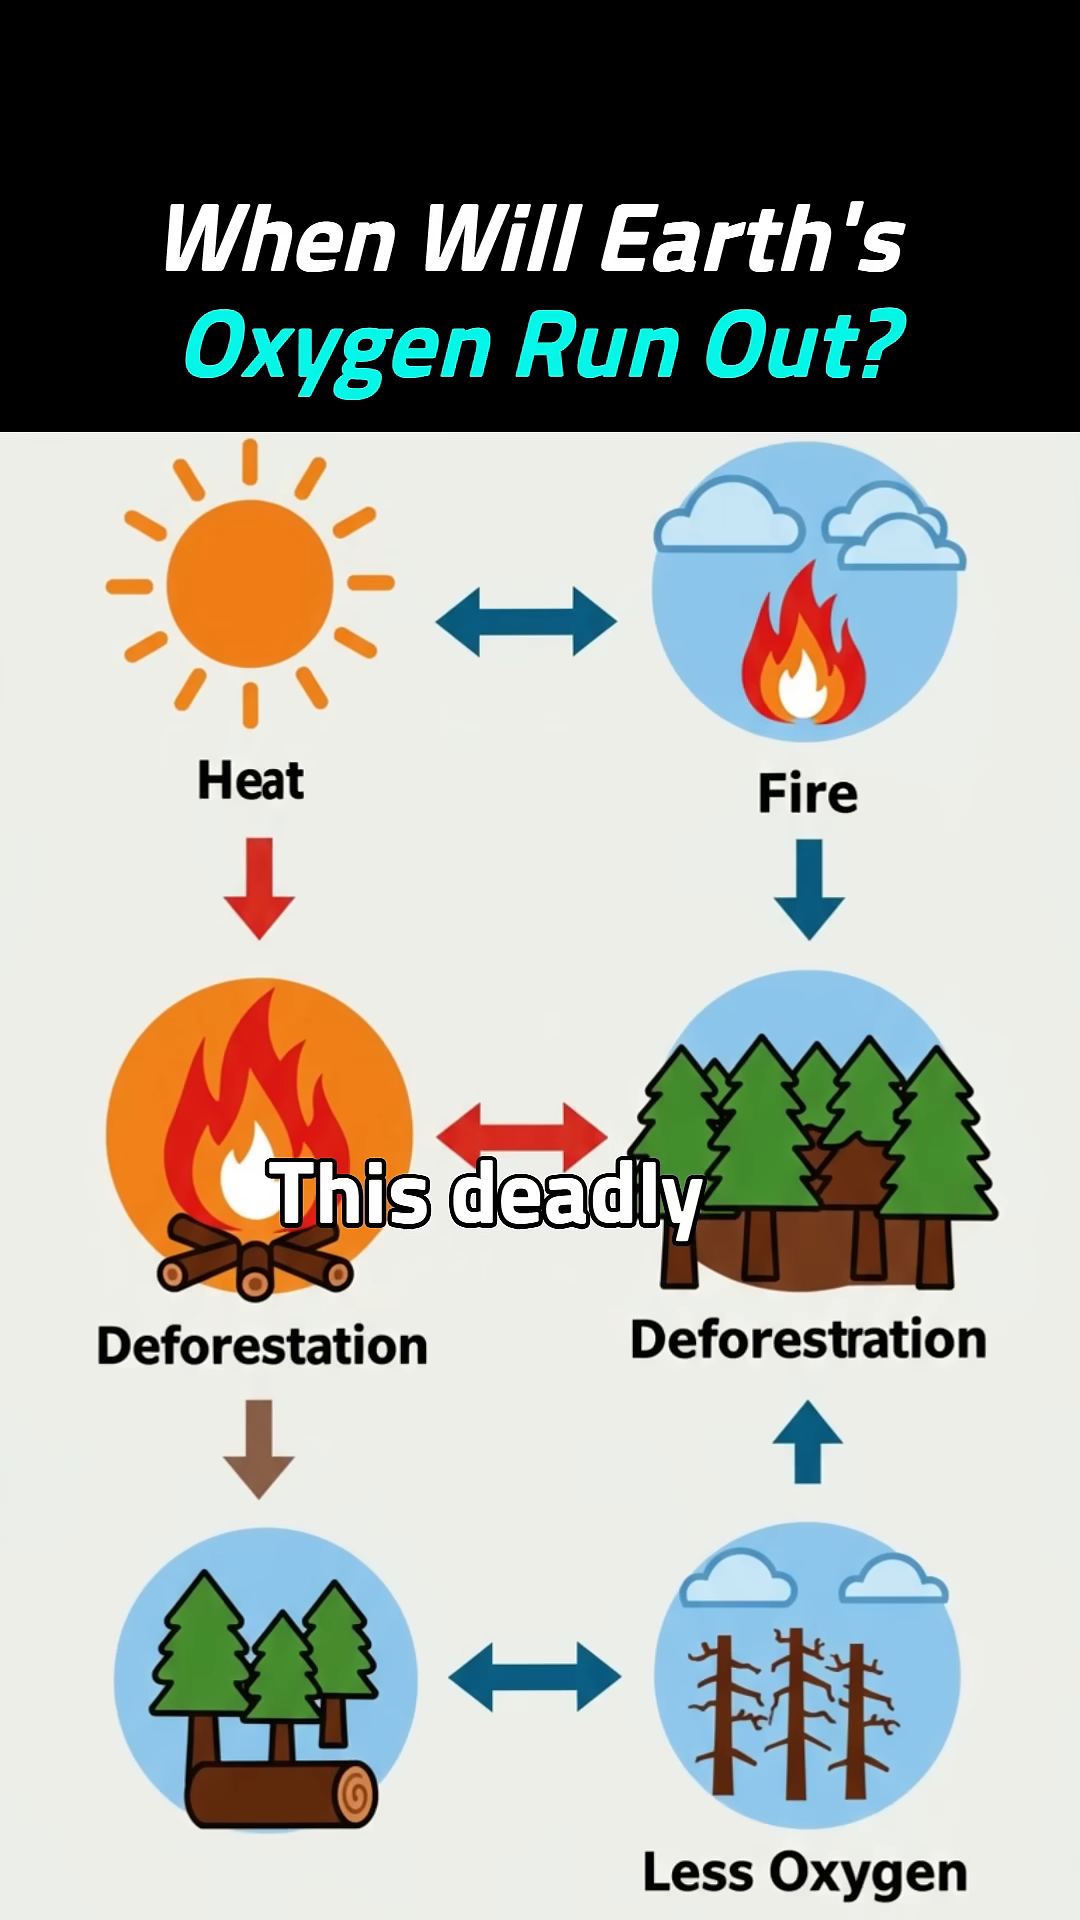 When Will Earth's
Oxygen Run Out?
Heat
Fire
This deadly
Deforestation
Deforestration
Less Oxygen